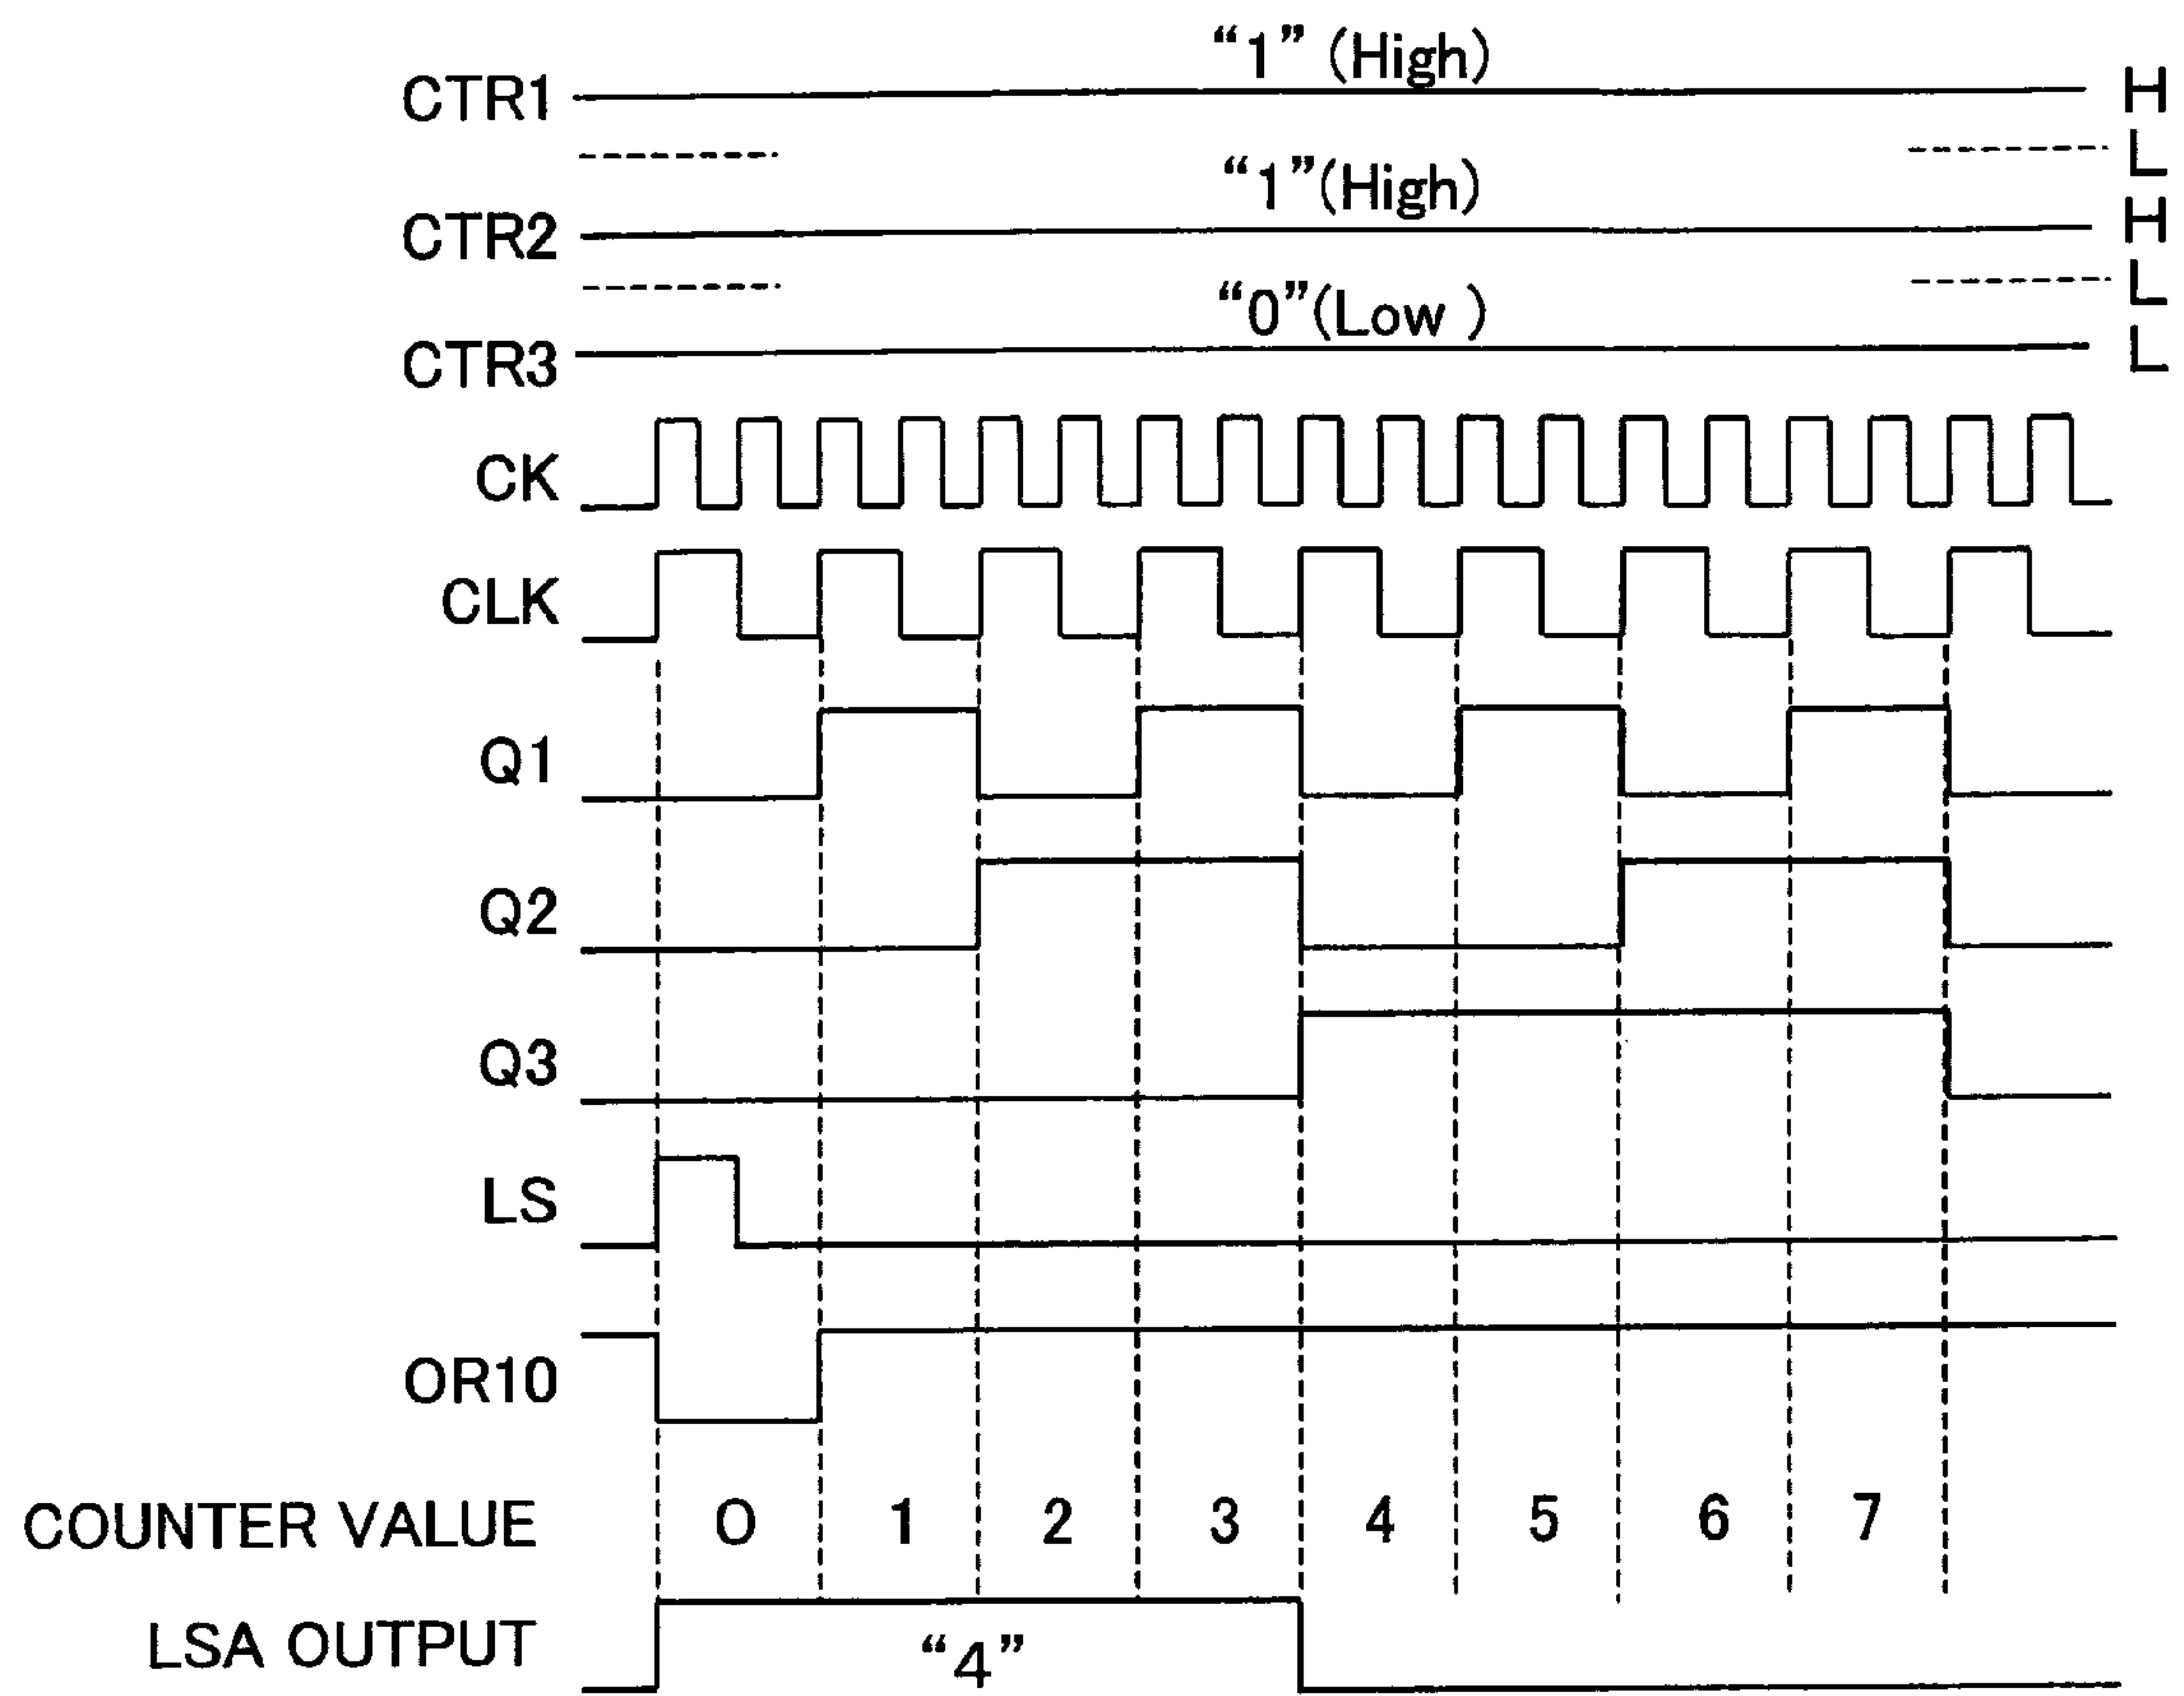 “1” (High)
CTR1 H
L
“1”(High)
CTR2 H
L
“0”(Low )
CTR3 L
CK
CLK
Q1
Q2
Q3
LS
OR10
COUNTER VALUE 0 1 2 3 4 5 6 7
LSA OUTPUT “4”